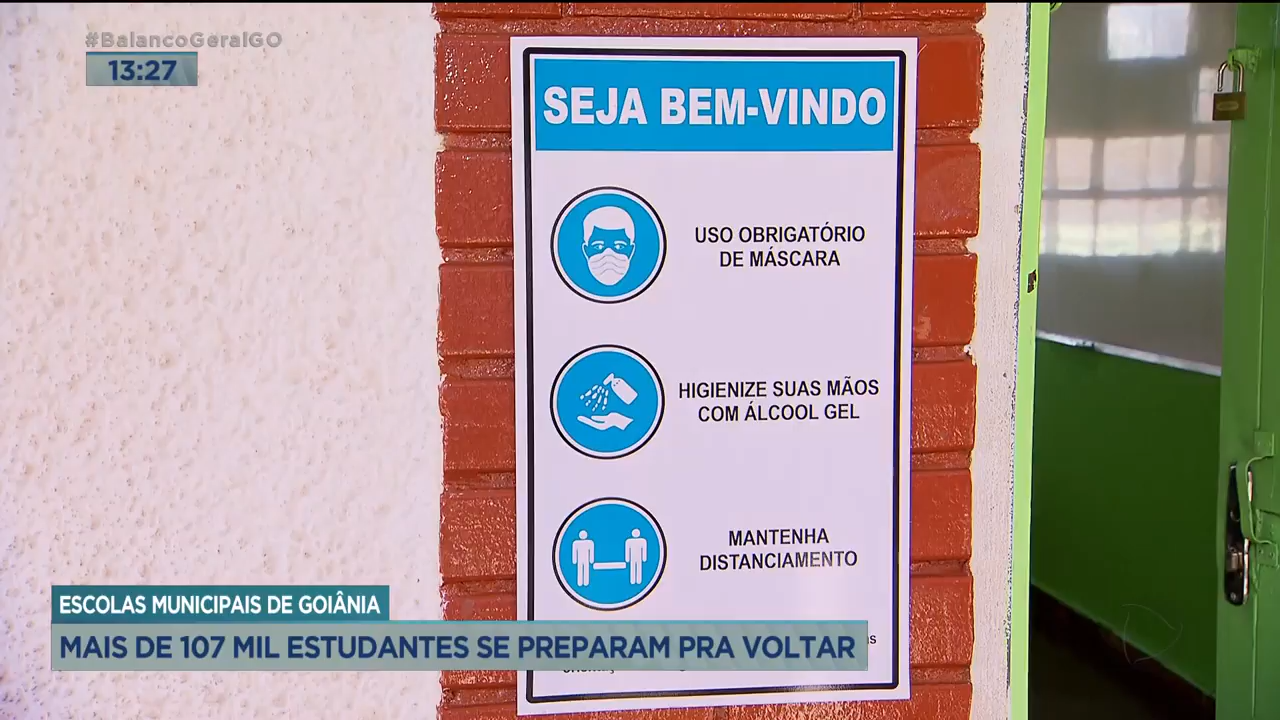 #BalancoGeralGO
13:27
SEJA BEM-VINDO
USO OBRIGATÓRIO
DE MÁSCARA
HIGIENIZE SUAS MÃOS
COM ÁLCOOL GEL
MANTENHA
DISTANCIAMENTO
ESCOLAS MUNICIPAIS DE GOIÂNIA
MAIS DE 107 MIL ESTUDANTES SE PREPARAM PRA VOLTAR